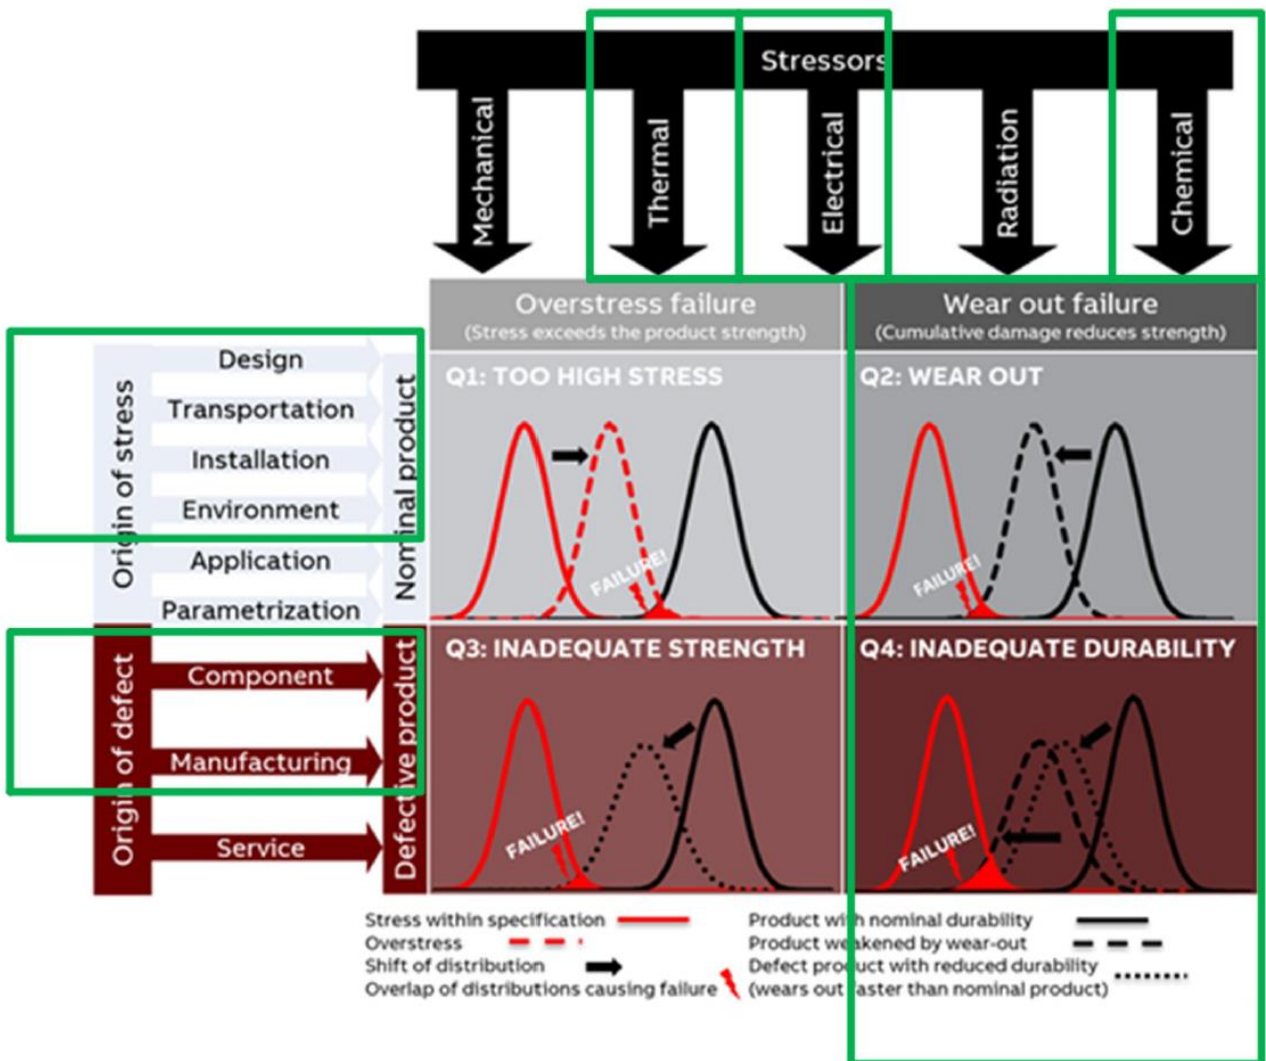 Stressors
Mechanical
Thermal
Electrical
Radiation
Chemical
Overstress failure
(Stress exceeds the product strength)
Wear out failure
(Cumulative damage reduces strength)
Origin of stress
Design
Transportation
Installation
Environment
Application
Parametrization
Nominal product
Q1: TOO HIGH STRESS
FAILURE!
Q2: WEAR OUT
FAILURE!
Origin of defect
Component
Manufacturing
Service
Defective product
Q3: INADEQUATE STRENGTH
FAILURE!
Q4: INADEQUATE DURABILITY
FAILURE!
Stress within specification
Overstress
Shift of distribution
Overlap of distributions causing failure
Product with nominal durability
Product weakened by wear-out
Defect product with reduced durability
(wears out faster than nominal product)